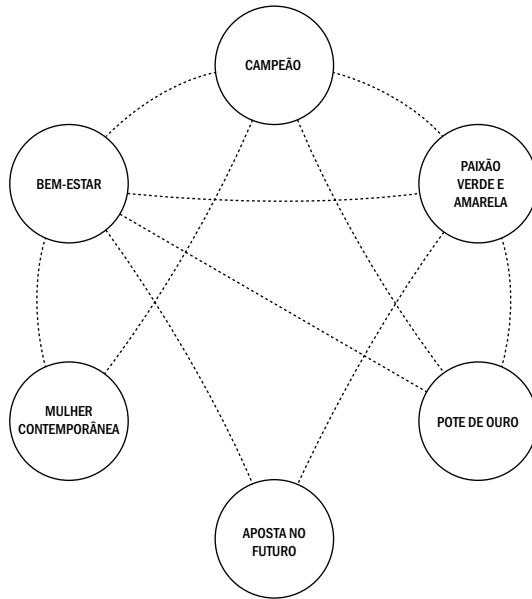 CAMPEÃO
BEM-ESTAR
PAIXÃO
VERDE E
AMARELA
MULHER
CONTEMPORÂNEA
POTE DE OURO
APOSTA NO
FUTURO